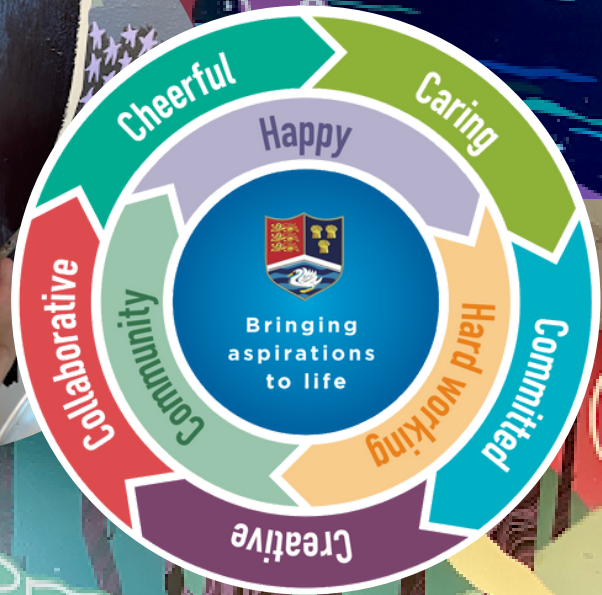 Cheerful
Caring
Committed
Creative
Collaborative
Happy
Hard working
Community
Bringing
aspirations
to life